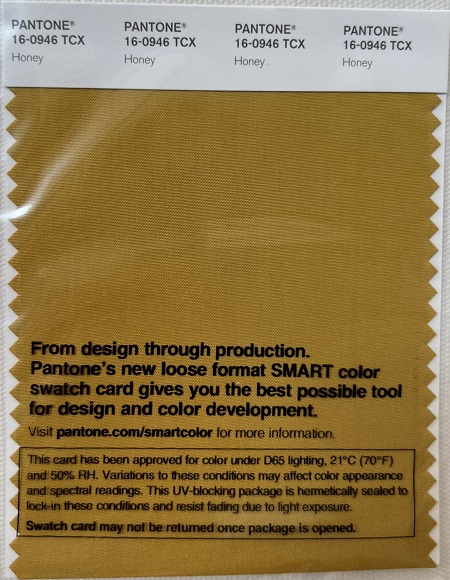 PANTONE® PANTONE® PANTONE® PANTONE®
16-0946 TCX 16-0946 TCX 16-0946 TCX 16-0946 TCX
Honey Honey Honey Honey
From design through production.
Pantone's new loose format SMART color
swatch card gives you the best possible tool
for design and color development.
Visit pantone.com/smartcolor for more information.
This card has been approved for color under D65 lighting, 21°C (70°F)
and 50% RH. Variations to these conditions may affect color appearance
and spectral readings. This UV-blocking package is hermetically sealed to
lock-in these conditions and resist fading due to light exposure.
Swatch card may not be returned once package is opened.